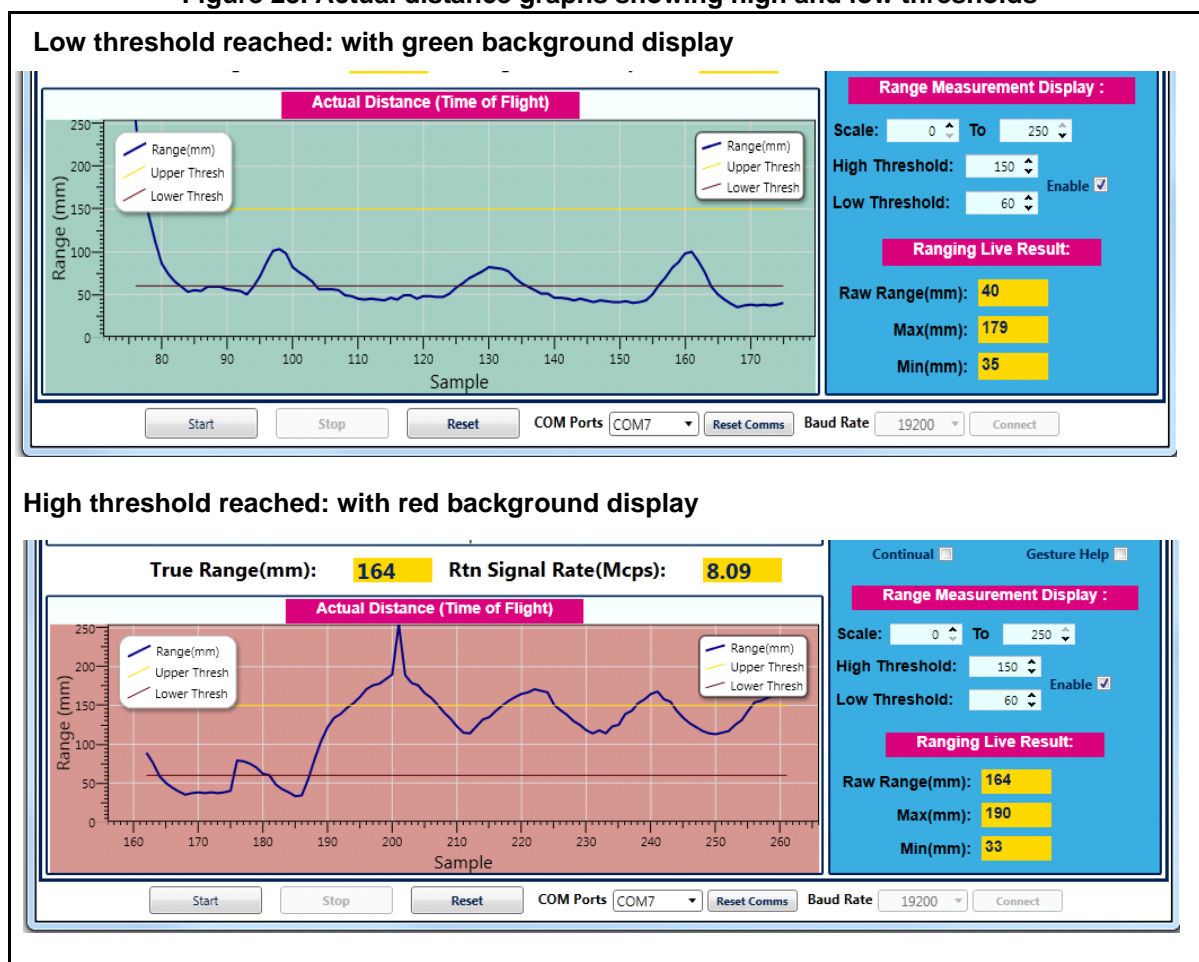 Low threshold reached: with green background display
Actual Distance (Time of Flight)
250
200
150
100
50
0
Range (mm)
Range(mm)
Upper Thresh
Lower Thresh
Range(mm)
Upper Thresh
Lower Thresh
80 90 100 110 120 130 140 150 160 170
Sample
Range Measurement Display :
Scale: 0 To 250
High Threshold: 150
Enable
Low Threshold: 60
Ranging Live Result:
Raw Range(mm): 40
Max(mm): 179
Min(mm): 35
Start Stop Reset COM Ports COM7 Reset Comms Baud Rate 19200 Connect
High threshold reached: with red background display
True Range(mm): 164 Rtn Signal Rate(Mcps): 8.09
Actual Distance (Time of Flight)
250
200
150
100
50
0
Range (mm)
Range(mm)
Upper Thresh
Lower Thresh
Range(mm)
Upper Thresh
Lower Thresh
160 170 180 190 200 210 220 230 240 250 260
Sample
Continual Gesture Help
Range Measurement Display :
Scale: 0 To 250
High Threshold: 150
Enable
Low Threshold: 60
Ranging Live Result:
Raw Range(mm): 164
Max(mm): 190
Min(mm): 33
Start Stop Reset COM Ports COM7 Reset Comms Baud Rate 19200 Connect